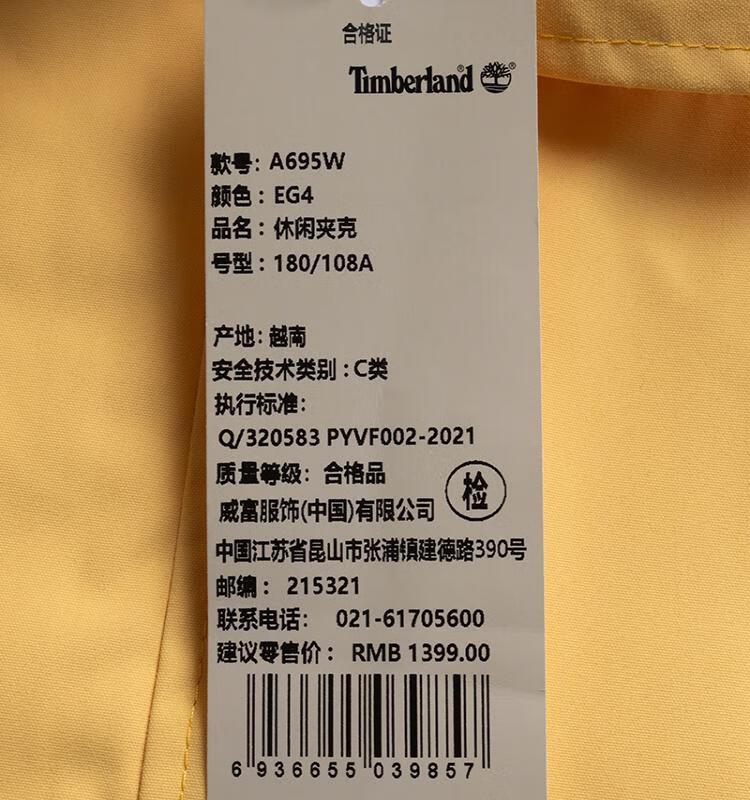 合格证
Timberland®
款号: A695W
颜色: EG4
品名: 休闲夹克
号型: 180/108A
产地: 越南
安全技术类别: C类
执行标准:
Q/320583 PYVF002-2021
质量等级: 合格品
检
威富服饰(中国)有限公司
中国江苏省昆山市张浦镇建德路390号
邮编: 215321
联系电话: 021-61705600
建议零售价: RMB 1399.00
6 936655 039857